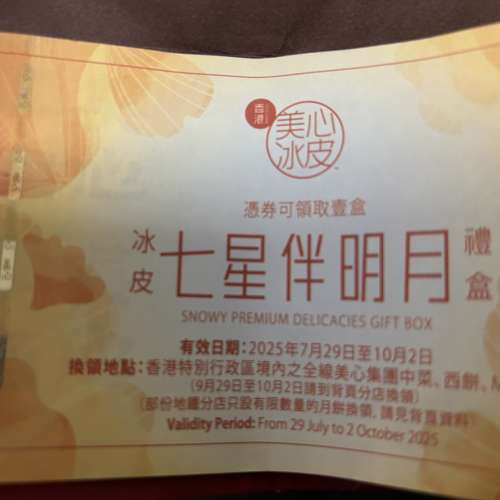 香港
美心
冰皮
憑券可領取壹盒
冰皮 七星伴明月 禮盒
SNOWY PREMIUM DELICACIES GIFT BOX
有效日期：2025年7月29日至10月2日
換領地點：香港特別行政區境內之全線美心集團中菜、西餅、M
（9月29日至10月2日請到背頁分店換領）
（部份地鐵分店只設有限數量的月餅換領，請見背頁資料）
Validity Period: From 29 July to 2 October 2025